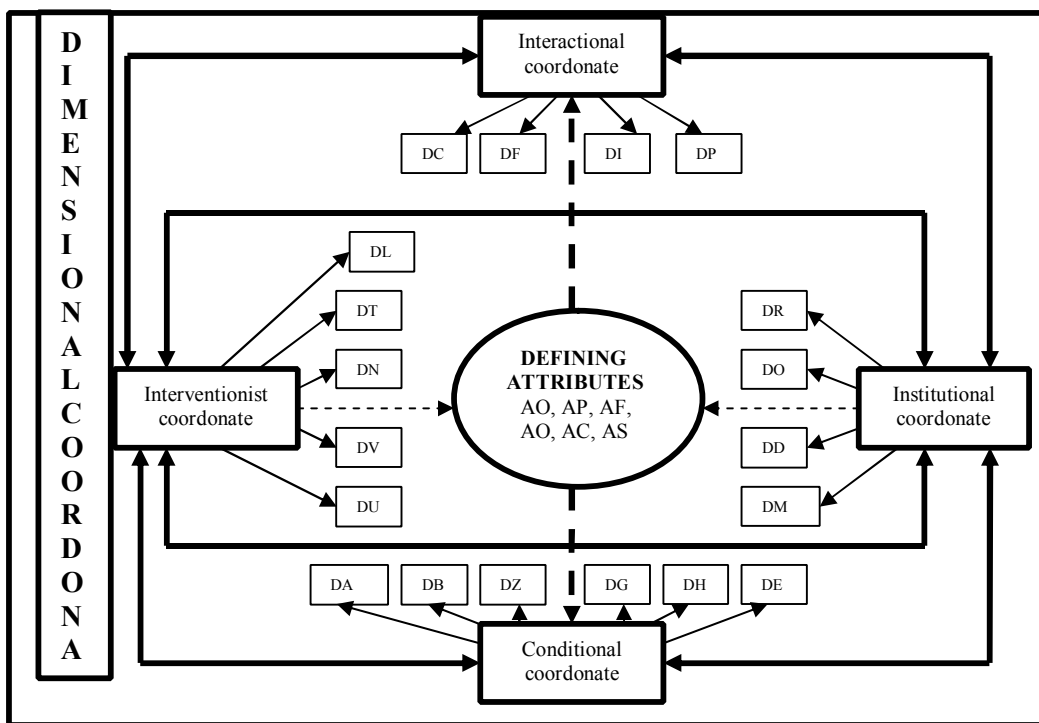 DIMENSIONALCOORDONA
Interactional
coordonate
DC
DF
DI
DP
DL
DT
DN
DV
DU
Interventionist
coordonate
DEFINING
ATTRIBUTES
AO, AP, AF,
AO, AC, AS
DR
DO
DD
DM
Institutional
coordonate
DA
DB
DZ
DG
DH
DE
Conditional
coordonate